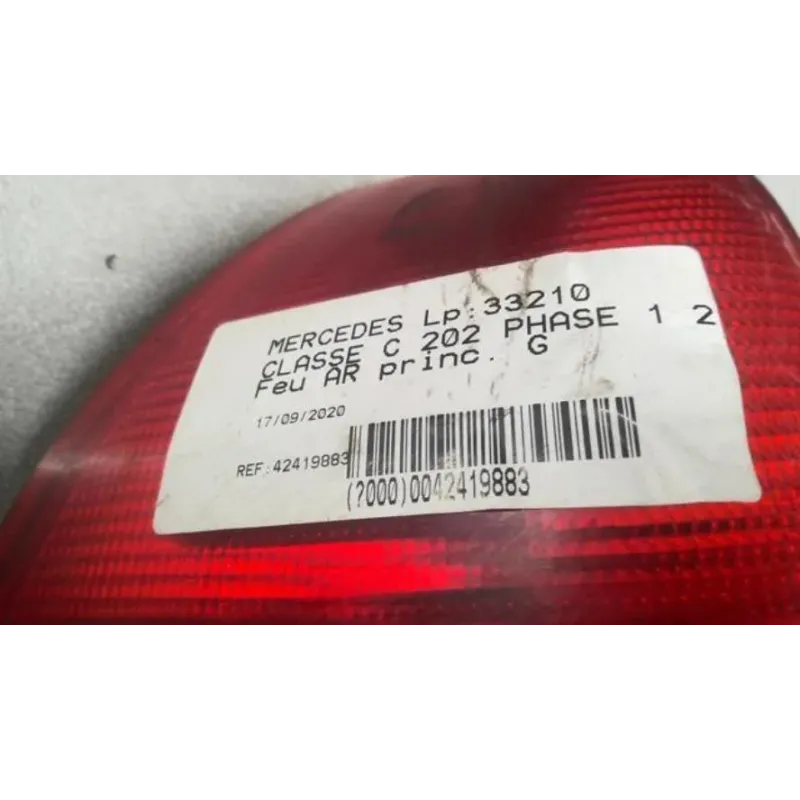 MERCEDES Lp:33210
CLASSE C 202 PHASE 1 2
Feu AR princ. G
17/09/2020
REF:42419883
(?000)0042419883